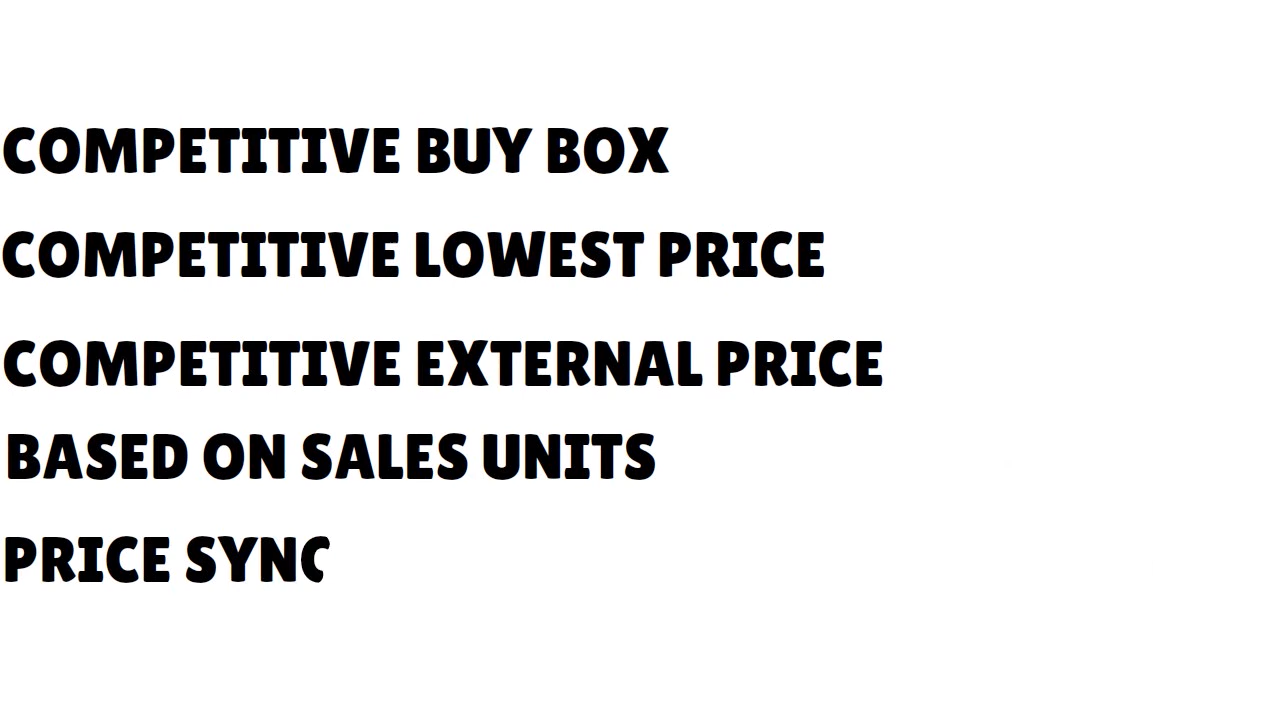 COMPETITIVE BUY BOX
COMPETITIVE LOWEST PRICE
COMPETITIVE EXTERNAL PRICE
BASED ON SALES UNITS
PRICE SYNC